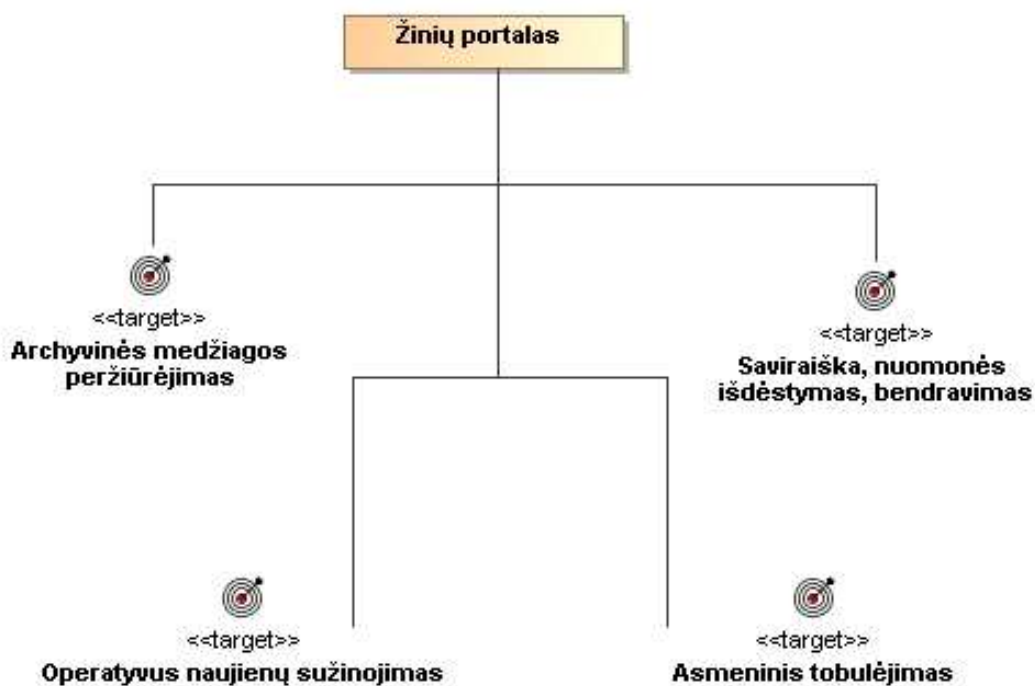 Žinių portalas
<<target>>
Archyvinės medžiagos
peržiūrėjimas
<<target>>
Saviraiška, nuomonės
išdėstymas, bendravimas
<<target>>
Operatyvus naujienų sužinojimas
<<target>>
Asmeninis tobulėjimas